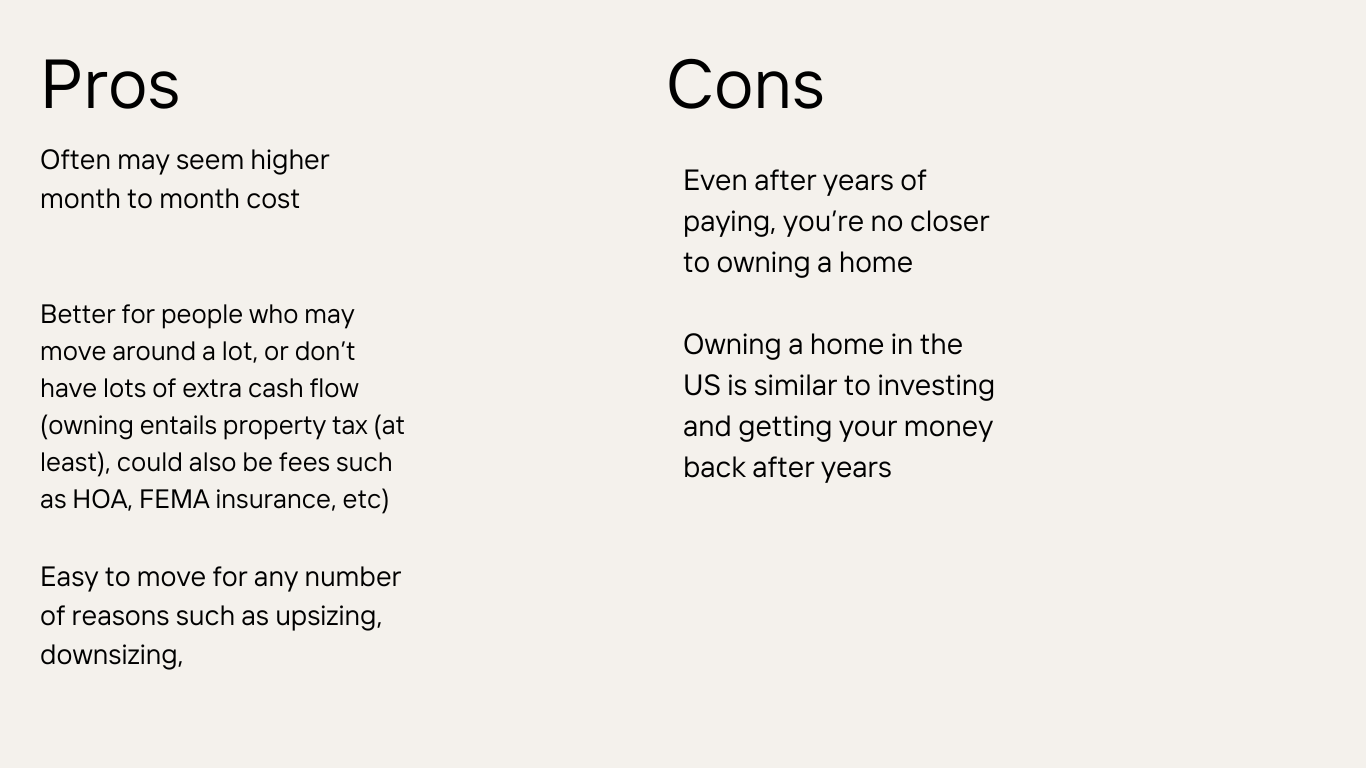 Pros
Often may seem higher
month to month cost
Better for people who may
move around a lot, or don’t
have lots of extra cash flow
(owning entails property tax (at
least), could also be fees such
as HOA, FEMA insurance, etc)
Easy to move for any number
of reasons such as upsizing,
downsizing,
Cons
Even after years of
paying, you’re no closer
to owning a home
Owning a home in the
US is similar to investing
and getting your money
back after years